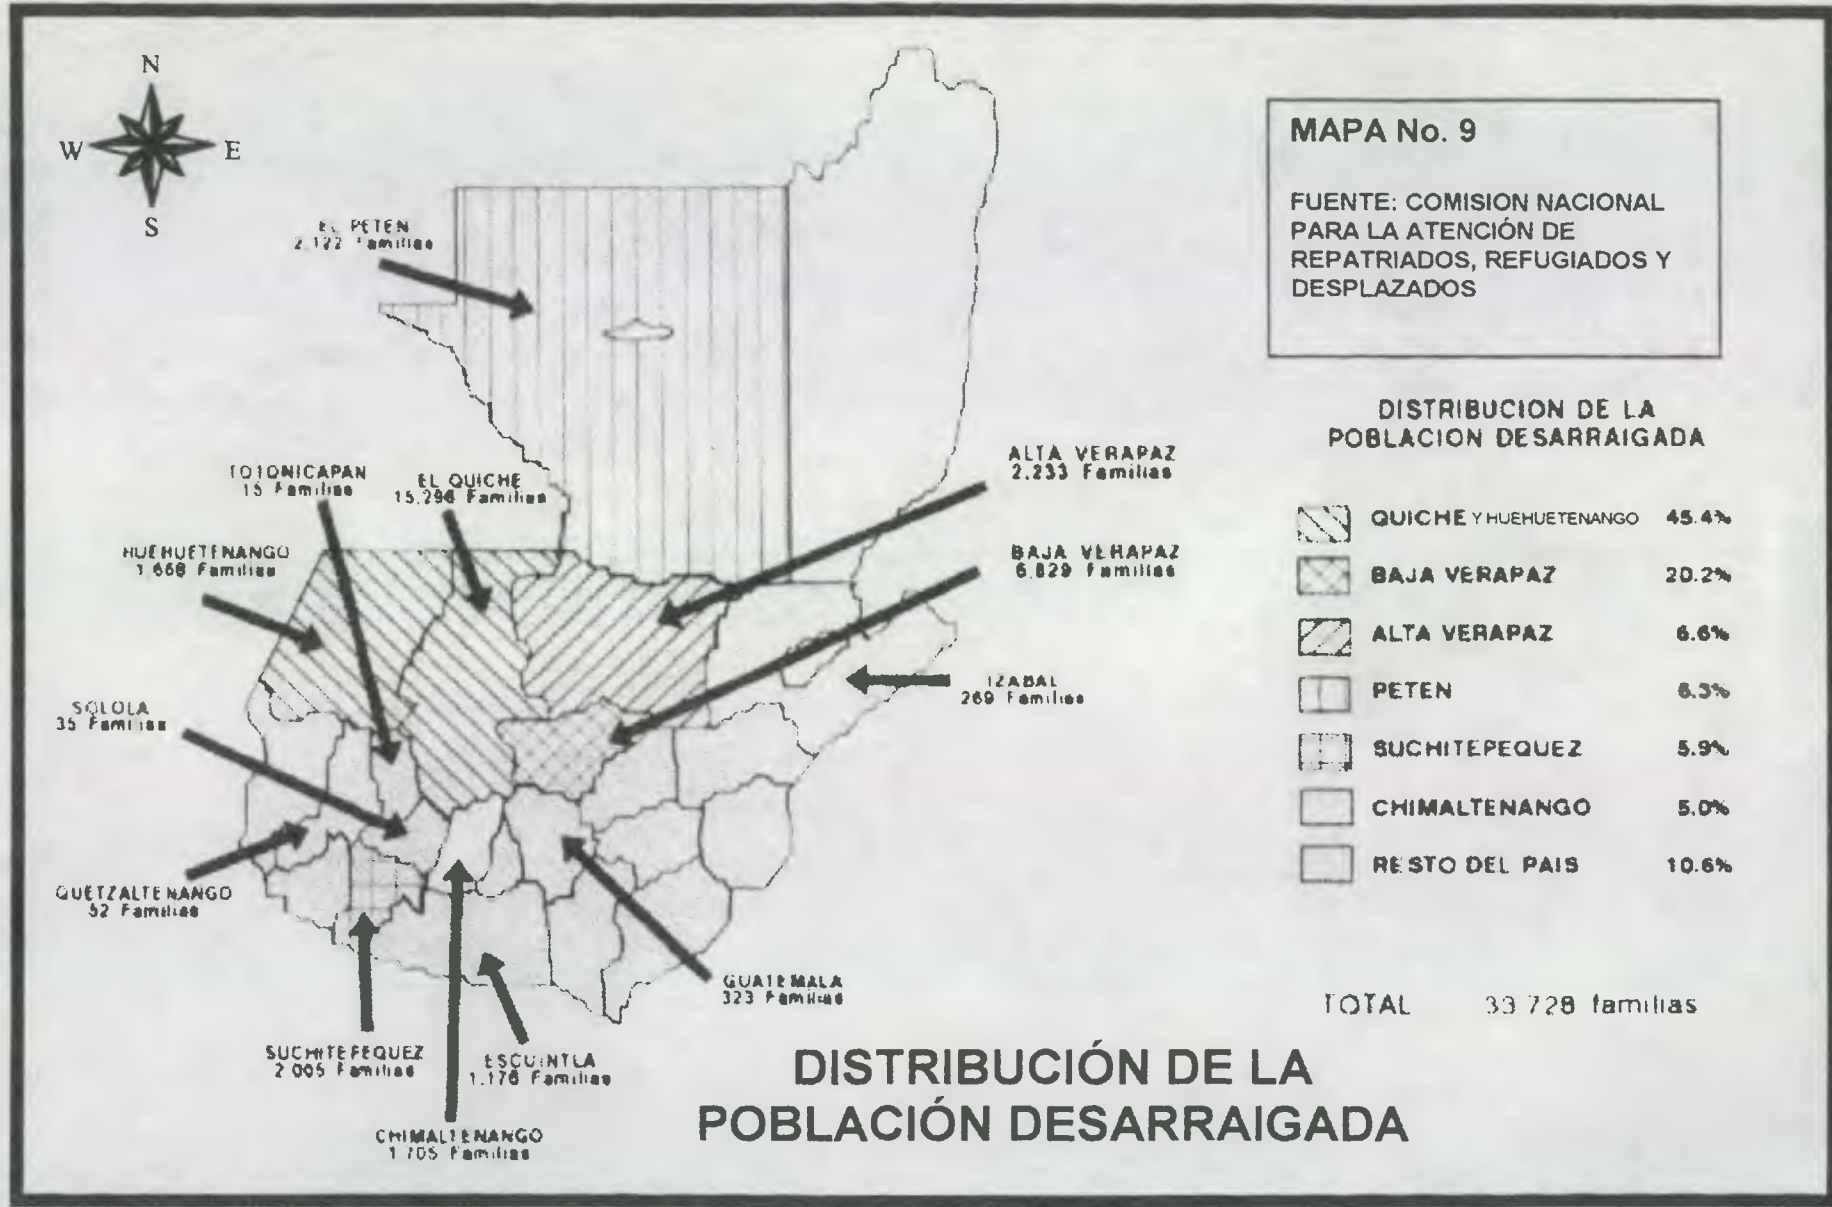 N
W E
S
EL PETEN
2.122 Familias
TOTONICAPAN
15 Familias
EL QUICHE
15.296 Familias
HUEHUETENANGO
1.668 Familias
SOLOLA
35 Familias
QUETZALTENANGO
52 Familias
SUCHITEPEQUEZ
2.005 Familias
CHIMALTENANGO
1.705 Familias
ESCUINTLA
1.176 Familias
GUATEMALA
323 Familias
IZABAL
269 Familias
BAJA VERAPAZ
6.829 Familias
ALTA VERAPAZ
2.233 Familias
MAPA No. 9
FUENTE: COMISION NACIONAL
PARA LA ATENCIÓN DE
REPATRIADOS, REFUGIADOS Y
DESPLAZADOS
DISTRIBUCION DE LA
POBLACION DESARRAIGADA
QUICHE Y HUEHUETENANGO 45.4%
BAJA VERAPAZ 20.2%
ALTA VERAPAZ 6.6%
PETEN 6.3%
SUCHITEPEQUEZ 5.9%
CHIMALTENANGO 5.0%
RESTO DEL PAIS 10.6%
TOTAL 33 728 familias
DISTRIBUCIÓN DE LA
POBLACIÓN DESARRAIGADA